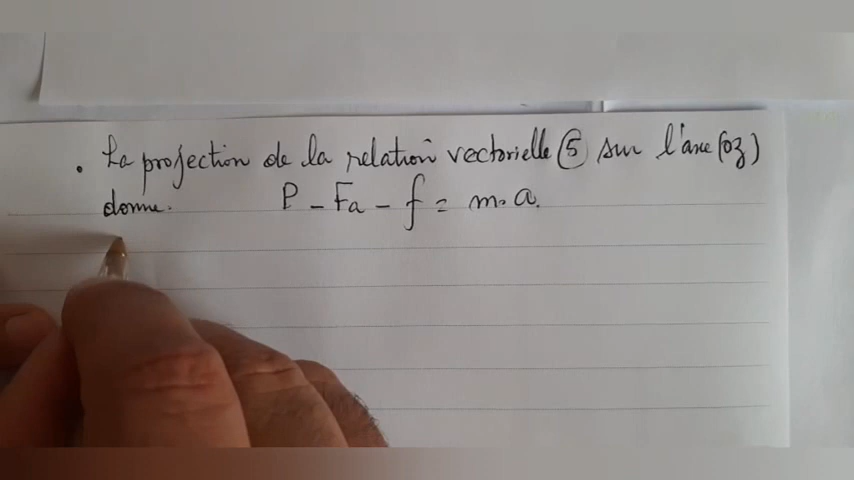 . La projection de la relation vectorielle ⑤ sur l'axe (oz)
donne. P - Fa - f = m. a.